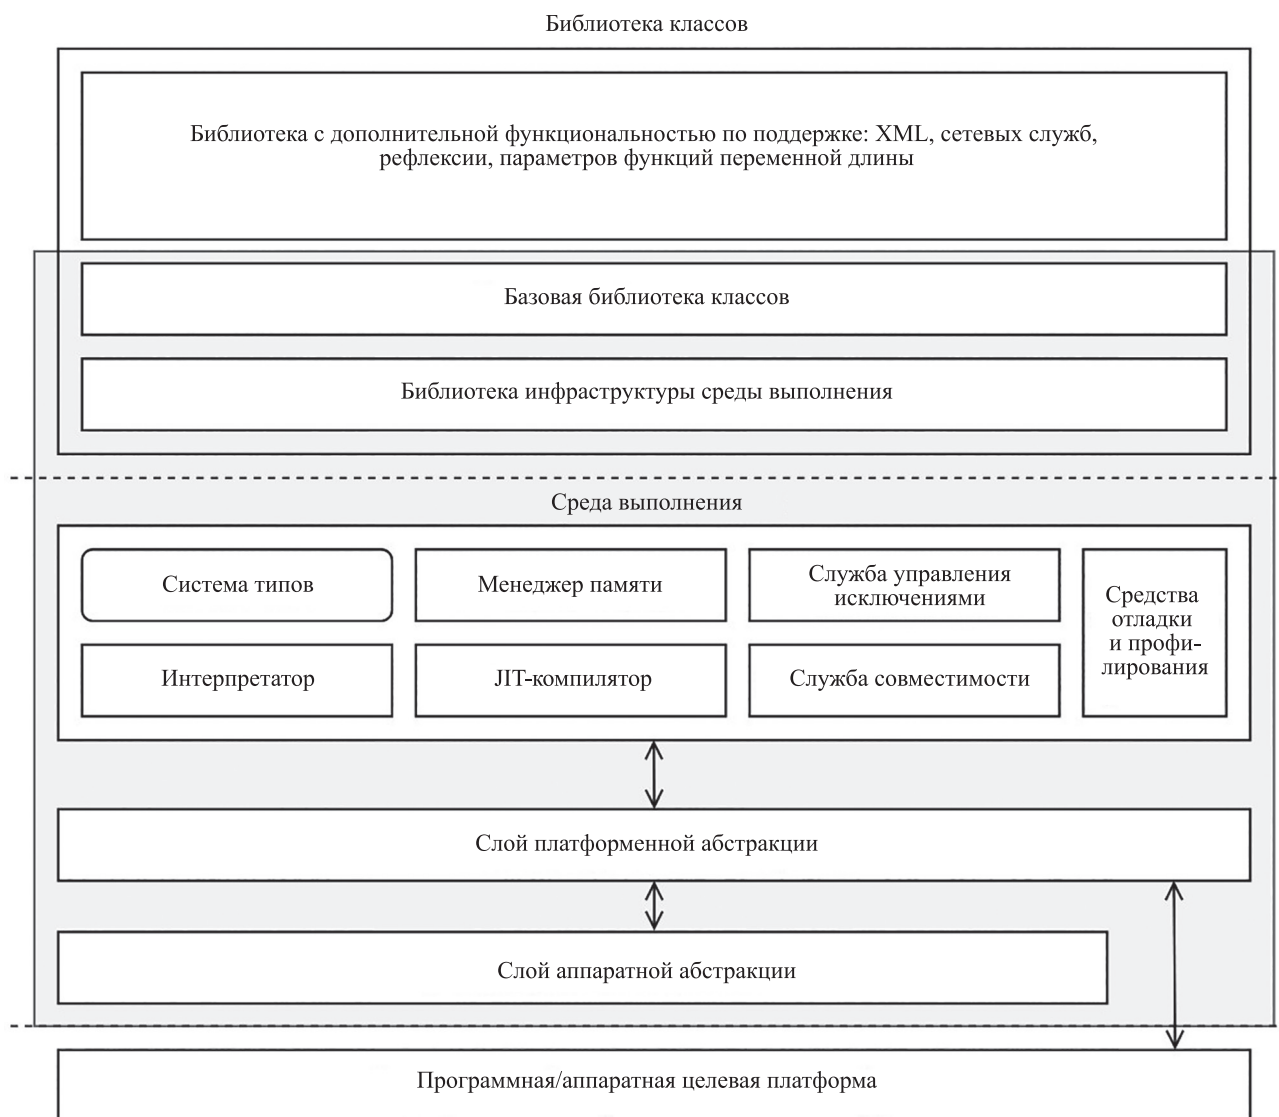 Библиотека классов
Библиотека с дополнительной функциональностью по поддержке: XML, сетевых служб,
рефлексии, параметров функций переменной длины
Базовая библиотека классов
Библиотека инфраструктуры среды выполнения
Среда выполнения
Система типов
Менеджер памяти
Служба управления
исключениями
Средства
отладки
и профи-
лирования
Интерпретатор
JIT-компилятор
Служба совместимости
Слой платформенной абстракции
Слой аппаратной абстракции
Программная/аппаратная целевая платформа